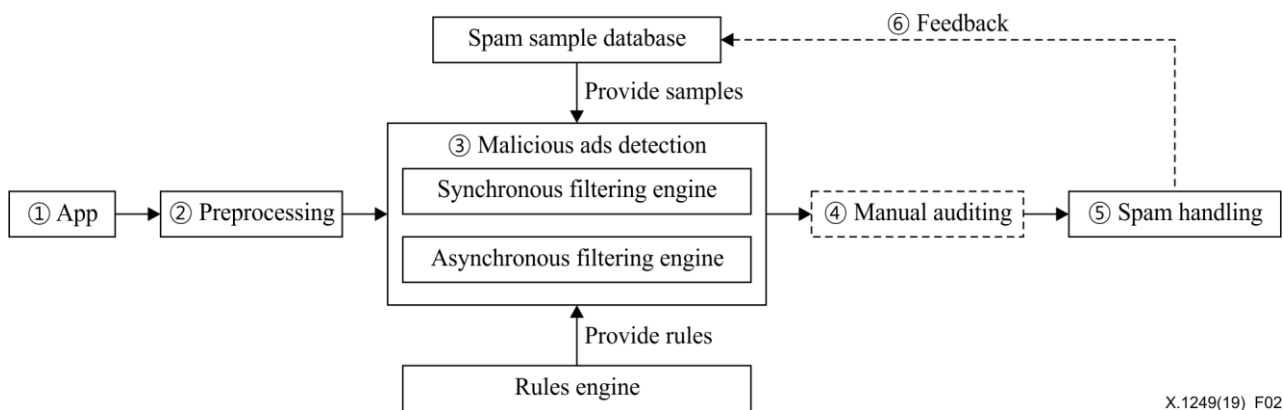 ⑥ Feedback
Spam sample database
Provide samples
③ Malicious ads detection
Synchronous filtering engine
① App
② Preprocessing
④ Manual auditing
⑤ Spam handling
Asynchronous filtering engine
Provide rules
Rules engine
X.1249(19)_F02